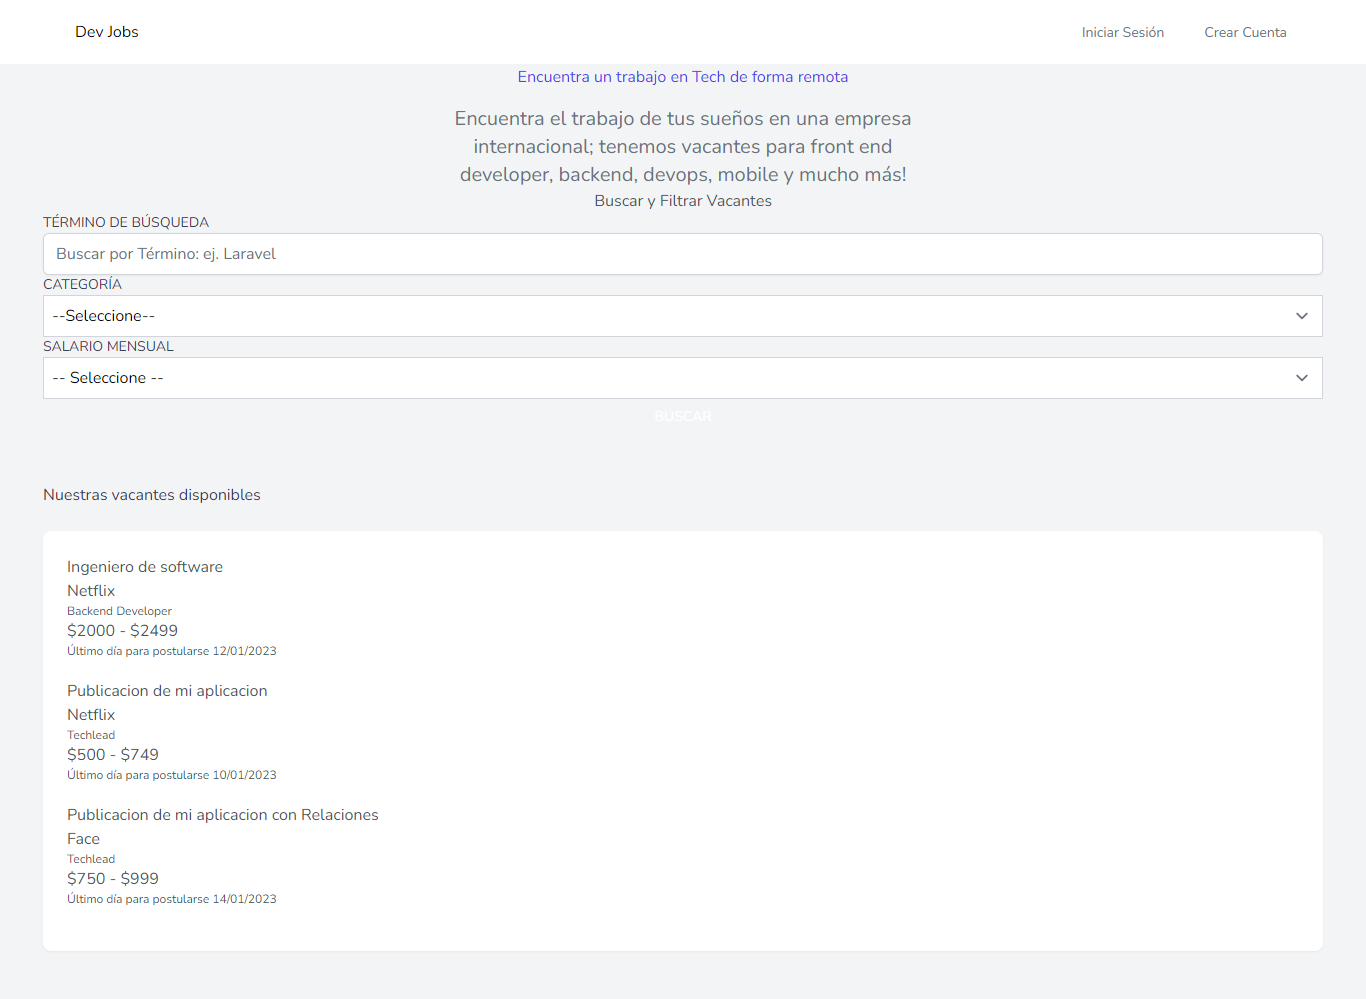 Dev Jobs
Iniciar Sesión
Crear Cuenta
Encuentra un trabajo en Tech de forma remota
Encuentra el trabajo de tus sueños en una empresa
internacional; tenemos vacantes para front end
developer, backend, devops, mobile y mucho más!
Buscar y Filtrar Vacantes
TÉRMINO DE BÚSQUEDA
Buscar por Término: ej. Laravel
CATEGORÍA
--Seleccione--
SALARIO MENSUAL
-- Seleccione --
BUSCAR
Nuestras vacantes disponibles
Ingeniero de software
Netflix
Backend Developer
$2000 - $2499
Último día para postularse 12/01/2023
Publicacion de mi aplicacion
Netflix
Techlead
$500 - $749
Último día para postularse 10/01/2023
Publicacion de mi aplicacion con Relaciones
Face
Techlead
$750 - $999
Último día para postularse 14/01/2023